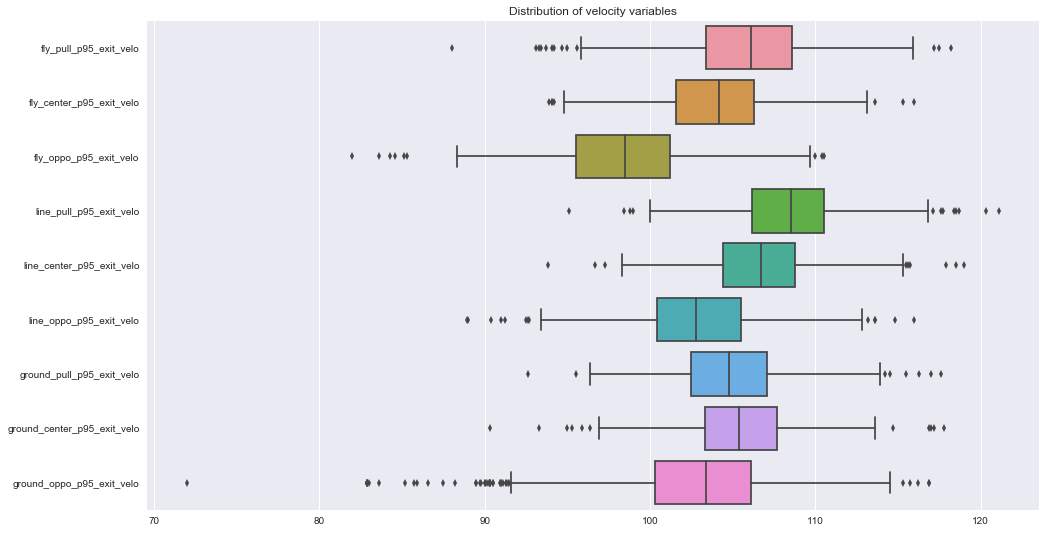 Distribution of velocity variables
fly_pull_p95_exit_velo
fly_center_p95_exit_velo
fly_oppo_p95_exit_velo
line_pull_p95_exit_velo
line_center_p95_exit_velo
line_oppo_p95_exit_velo
ground_pull_p95_exit_velo
ground_center_p95_exit_velo
ground_oppo_p95_exit_velo
70 80 90 100 110 120